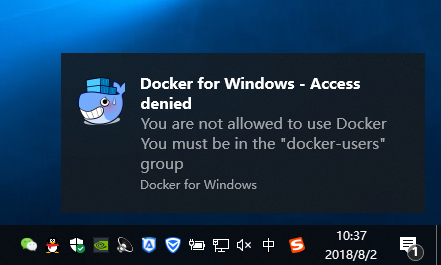 Docker for Windows - Access
denied
You are not allowed to use Docker
You must be in the "docker-users"
group
Docker for Windows
中
S
10:37
2018/8/2
1